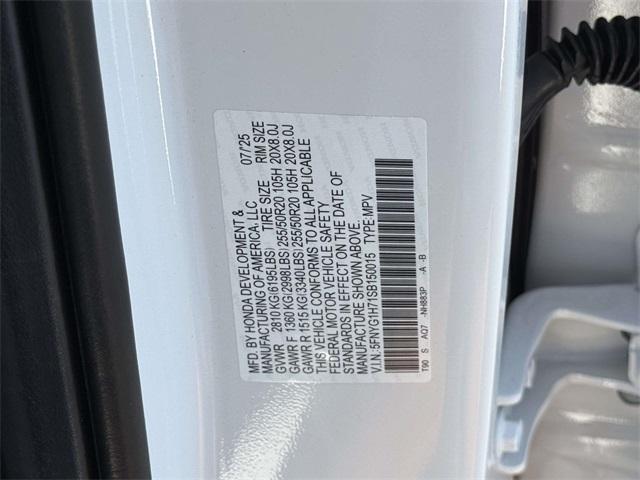 MFD. BY HONDA DEVELOPMENT & 07/'25
MANUFACTURING OF AMERICA, LLC
GVWR 2810 KG(6195LBS) TIRE SIZE RIM SIZE
GAWR F 1360 KG(2998LBS)255/50R20 105H 20X8.0J
GAWR R 1515 KG(3340LBS)255/50R20 105H 20X8.0J
THIS VEHICLE CONFORMS TO ALL APPLICABLE
FEDERAL MOTOR VEHICLE SAFETY
STANDARDS IN EFFECT ON THE DATE OF
MANUFACTURE SHOWN ABOVE.
V.I.N.: 5FNYG1H71SB150015 TYPE:MPV
T90 S AO7 -NH883P -A -B